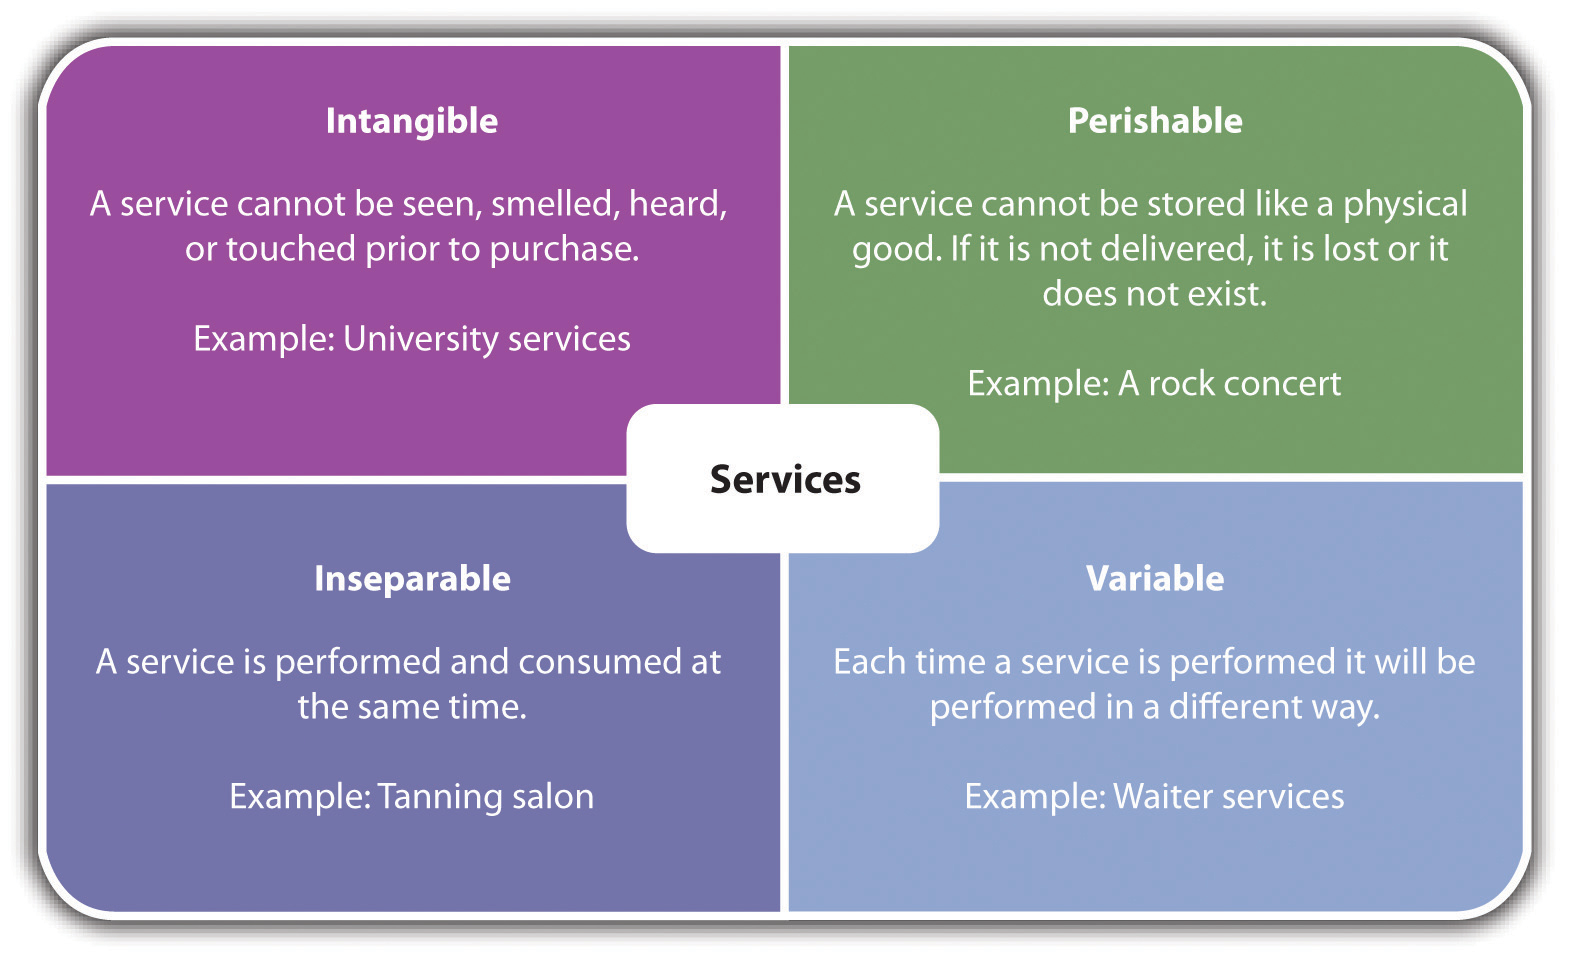 Intangible
A service cannot be seen, smelled, heard,
or touched prior to purchase.
Example: University services
Perishable
A service cannot be stored like a physical
good. If it is not delivered, it is lost or it
does not exist.
Example: A rock concert
Services
Inseparable
A service is performed and consumed at
the same time.
Example: Tanning salon
Variable
Each time a service is performed it will be
performed in a different way.
Example: Waiter services